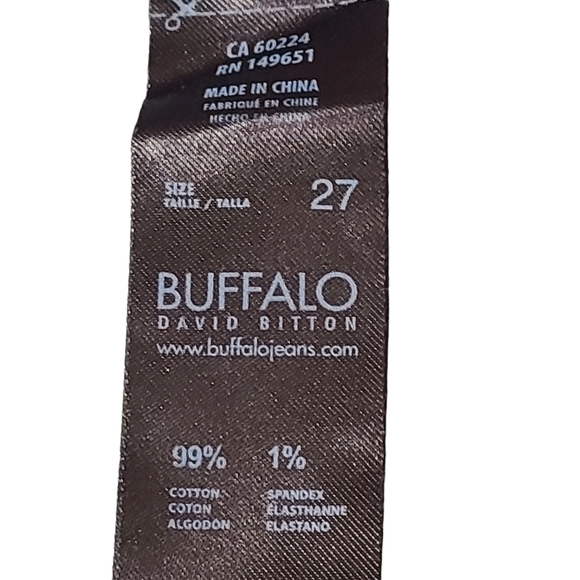 CA 60224
RN 149651
MADE IN CHINA
FABRIQUÉ EN CHINE
HECHO EN CHINA
SIZE 27
TAILLE / TALLA
BUFFALO
DAVID BITTON
www.buffalojeans.com
99% 1%
COTTON SPANDEX
COTON ÉLASTHANNE
ALGODÓN ELASTANO